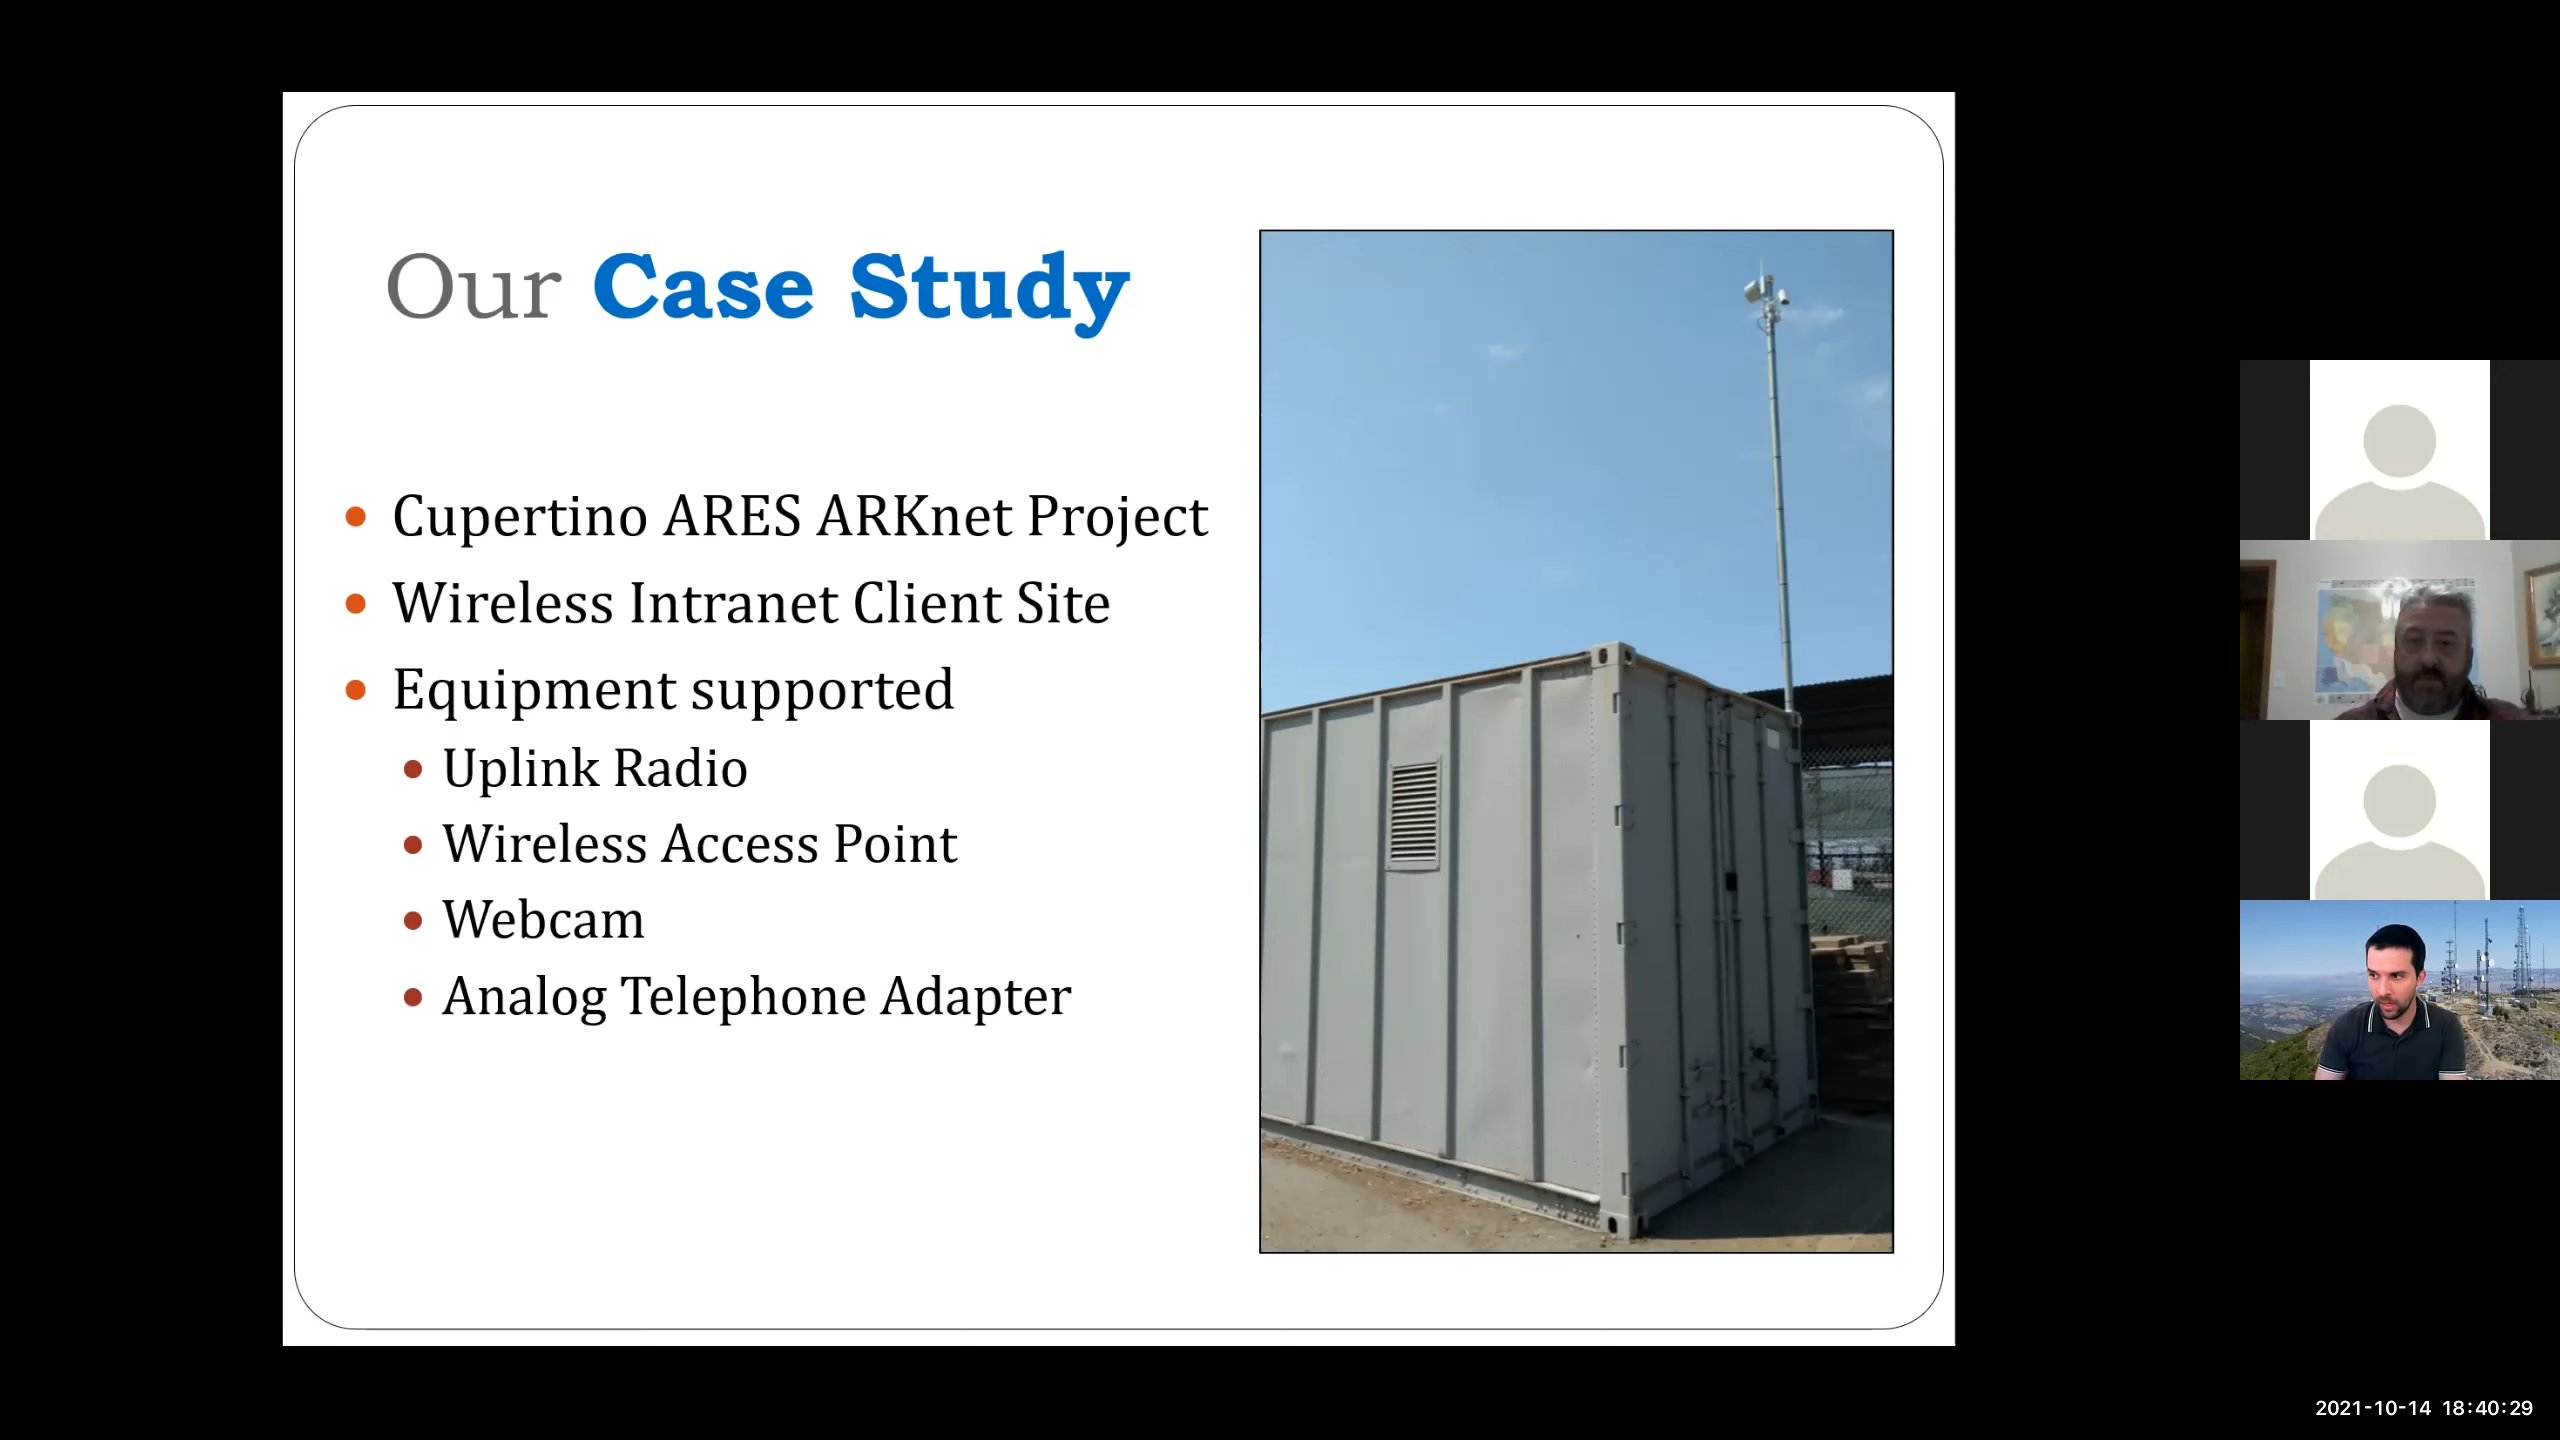 Our Case Study
Cupertino ARES ARKnet Project
Wireless Intranet Client Site
Equipment supported
Uplink Radio
Wireless Access Point
Webcam
Analog Telephone Adapter
2021-10-14 18:40:29